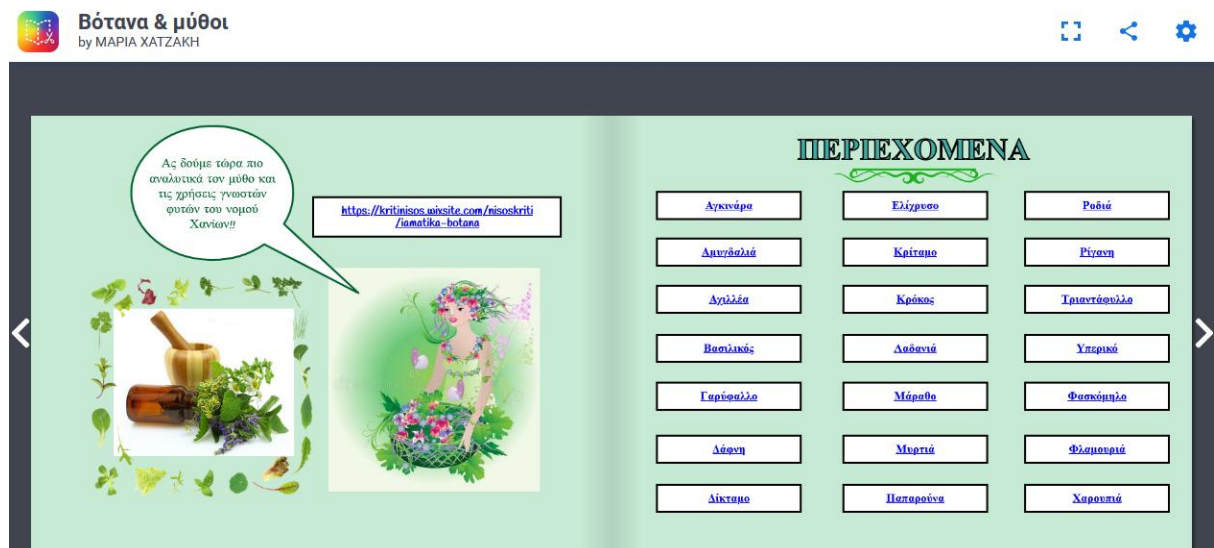 Βότανα & μύθοι
by ΜΑΡΙΑ ΧΑΤΖΑΚΗ
Ας δούμε τώρα πιο
αναλυτικά τον μύθο και
τις χρήσεις γνωστών
φυτών του νομού
Χανίων!!
https://kritinisos.wixsite.com/nisoskriti
/iamatika-botana
ΠΕΡΙΕΧΟΜΕΝΑ
Αγκινάρα
Αμυγδαλιά
Αχιλλέα
Βασιλικός
Γαρύφαλλο
Δάφνη
Δίκταμο
Ελίχρυσο
Κρίταμο
Κρόκος
Λαδανιά
Μάραθο
Μυρτιά
Παπαρούνα
Ροδιά
Ρίγανη
Τριαντάφυλλο
Υπερικό
Φασκόμηλο
Φλαμουριά
Χαρουπιά